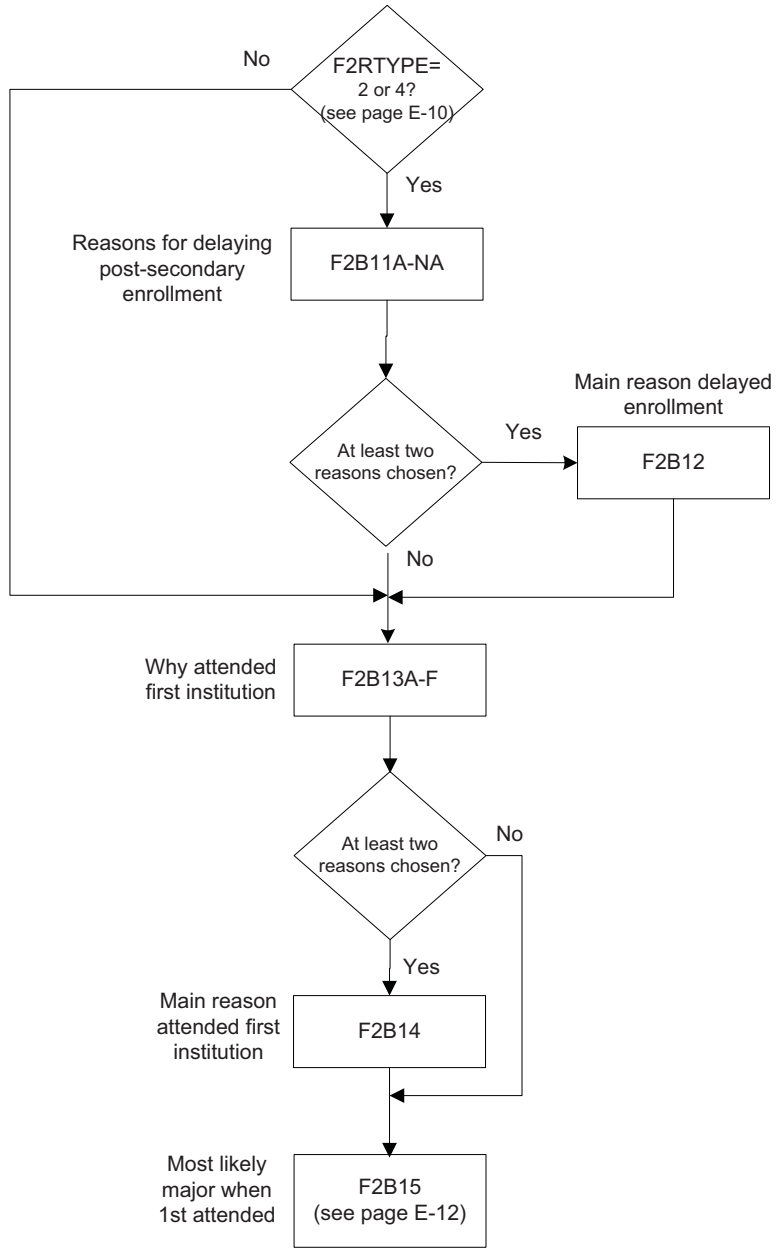 No
F2RTYPE=
2 or 4?
(see page E-10)
Yes
Reasons for delaying
post-secondary
enrollment
F2B11A-NA
Main reason delayed
enrollment
At least two
reasons chosen?
Yes
F2B12
No
Why attended
first institution
F2B13A-F
At least two
reasons chosen?
No
Yes
Main reason
attended first
institution
F2B14
Most likely
major when
1st attended
F2B15
(see page E-12)